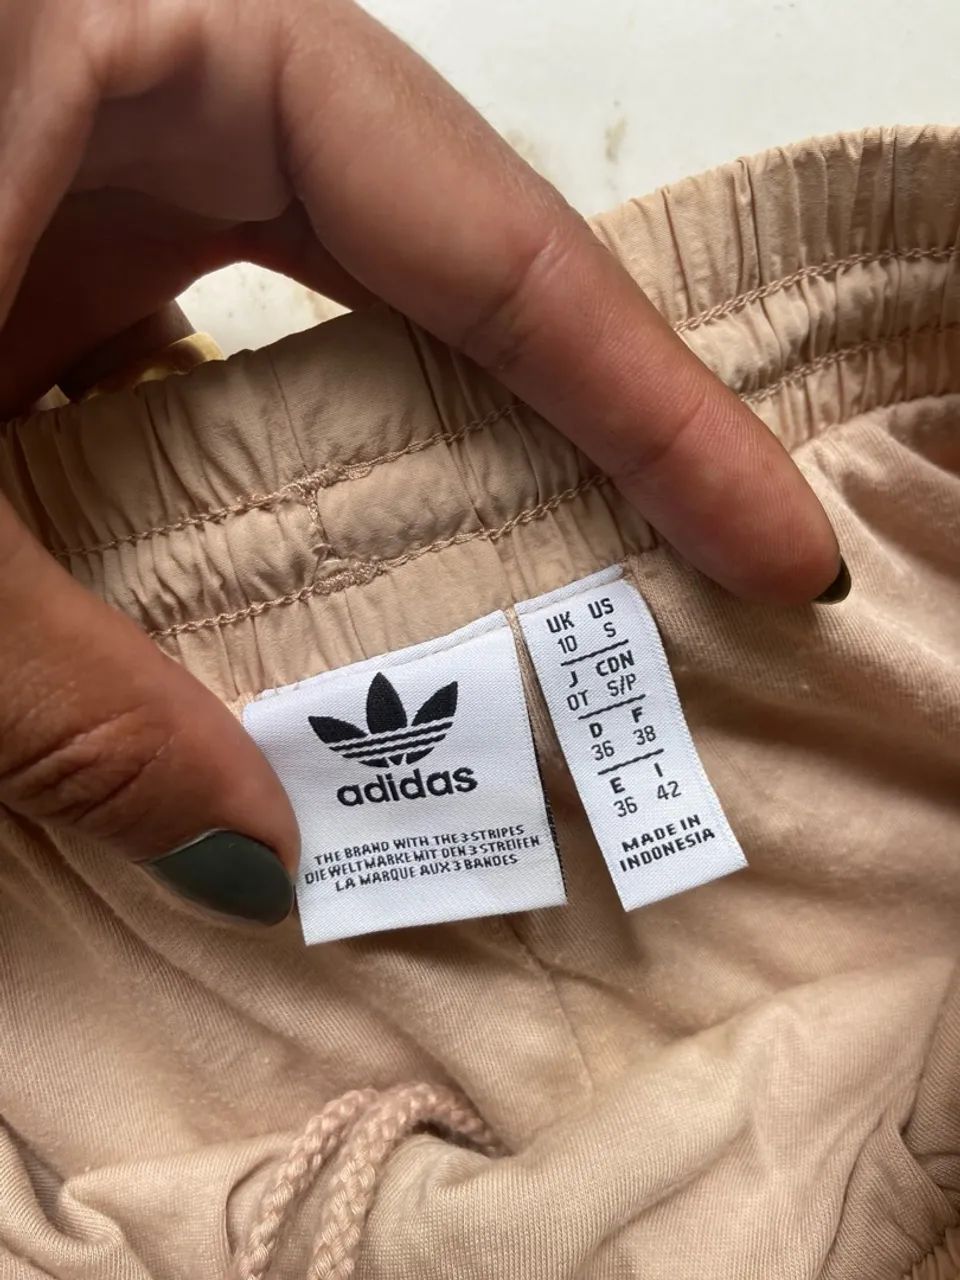 adidas
THE BRAND WITH THE 3 STRIPES
DIE WELTMARKE MIT DEN 3 STREIFEN
LA MARQUE AUX 3 BANDES
UK US
10 S
J CDN
OT S/P
D F
36 38
E I
36 42
MADE IN
INDONESIA